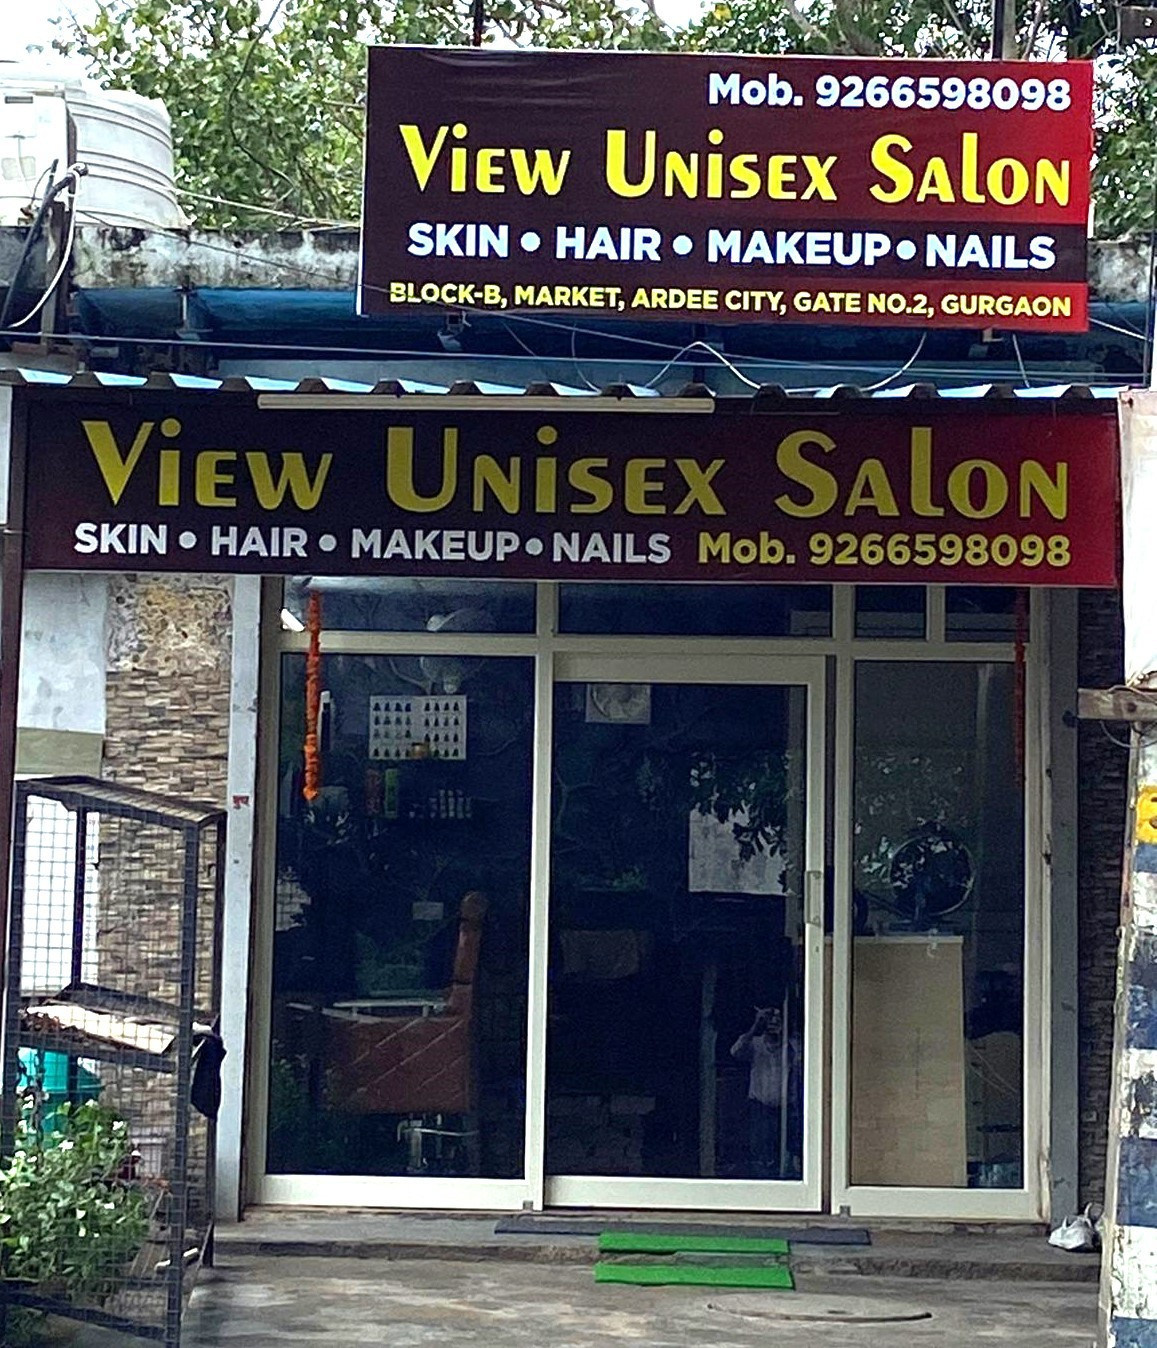 Mob. 9266598098
View Unisex Salon
SKIN • HAIR • MAKEUP • NAILS
BLOCK-B, MARKET, ARDEE CITY, GATE NO.2, GURGAON
View Unisex Salon
SKIN • HAIR • MAKEUP • NAILS Mob. 9266598098